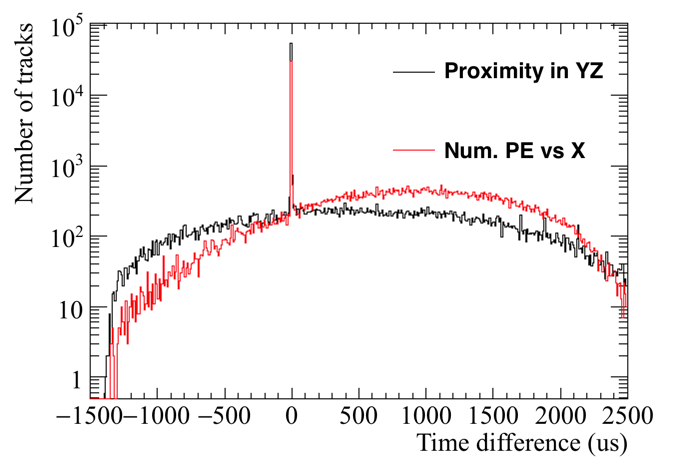 10^5
10^4
10^3
10^2
10
1
Number of tracks
Proximity in YZ
Num. PE vs X
−1500 −1000 −500 0 500 1000 1500 2000 2500
Time difference (us)